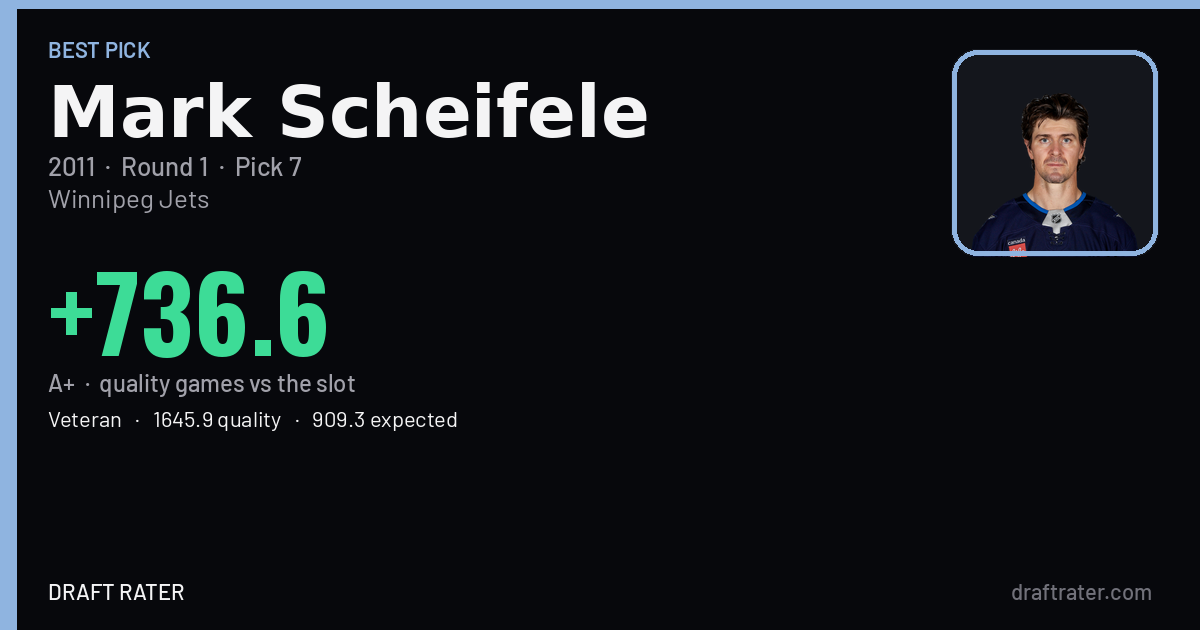 BEST PICK
Mark Scheifele
2011 · Round 1 · Pick 7
Winnipeg Jets
+736.6
A+ · quality games vs the slot
Veteran · 1645.9 quality · 909.3 expected
canada
DRAFT RATER
draftrater.com